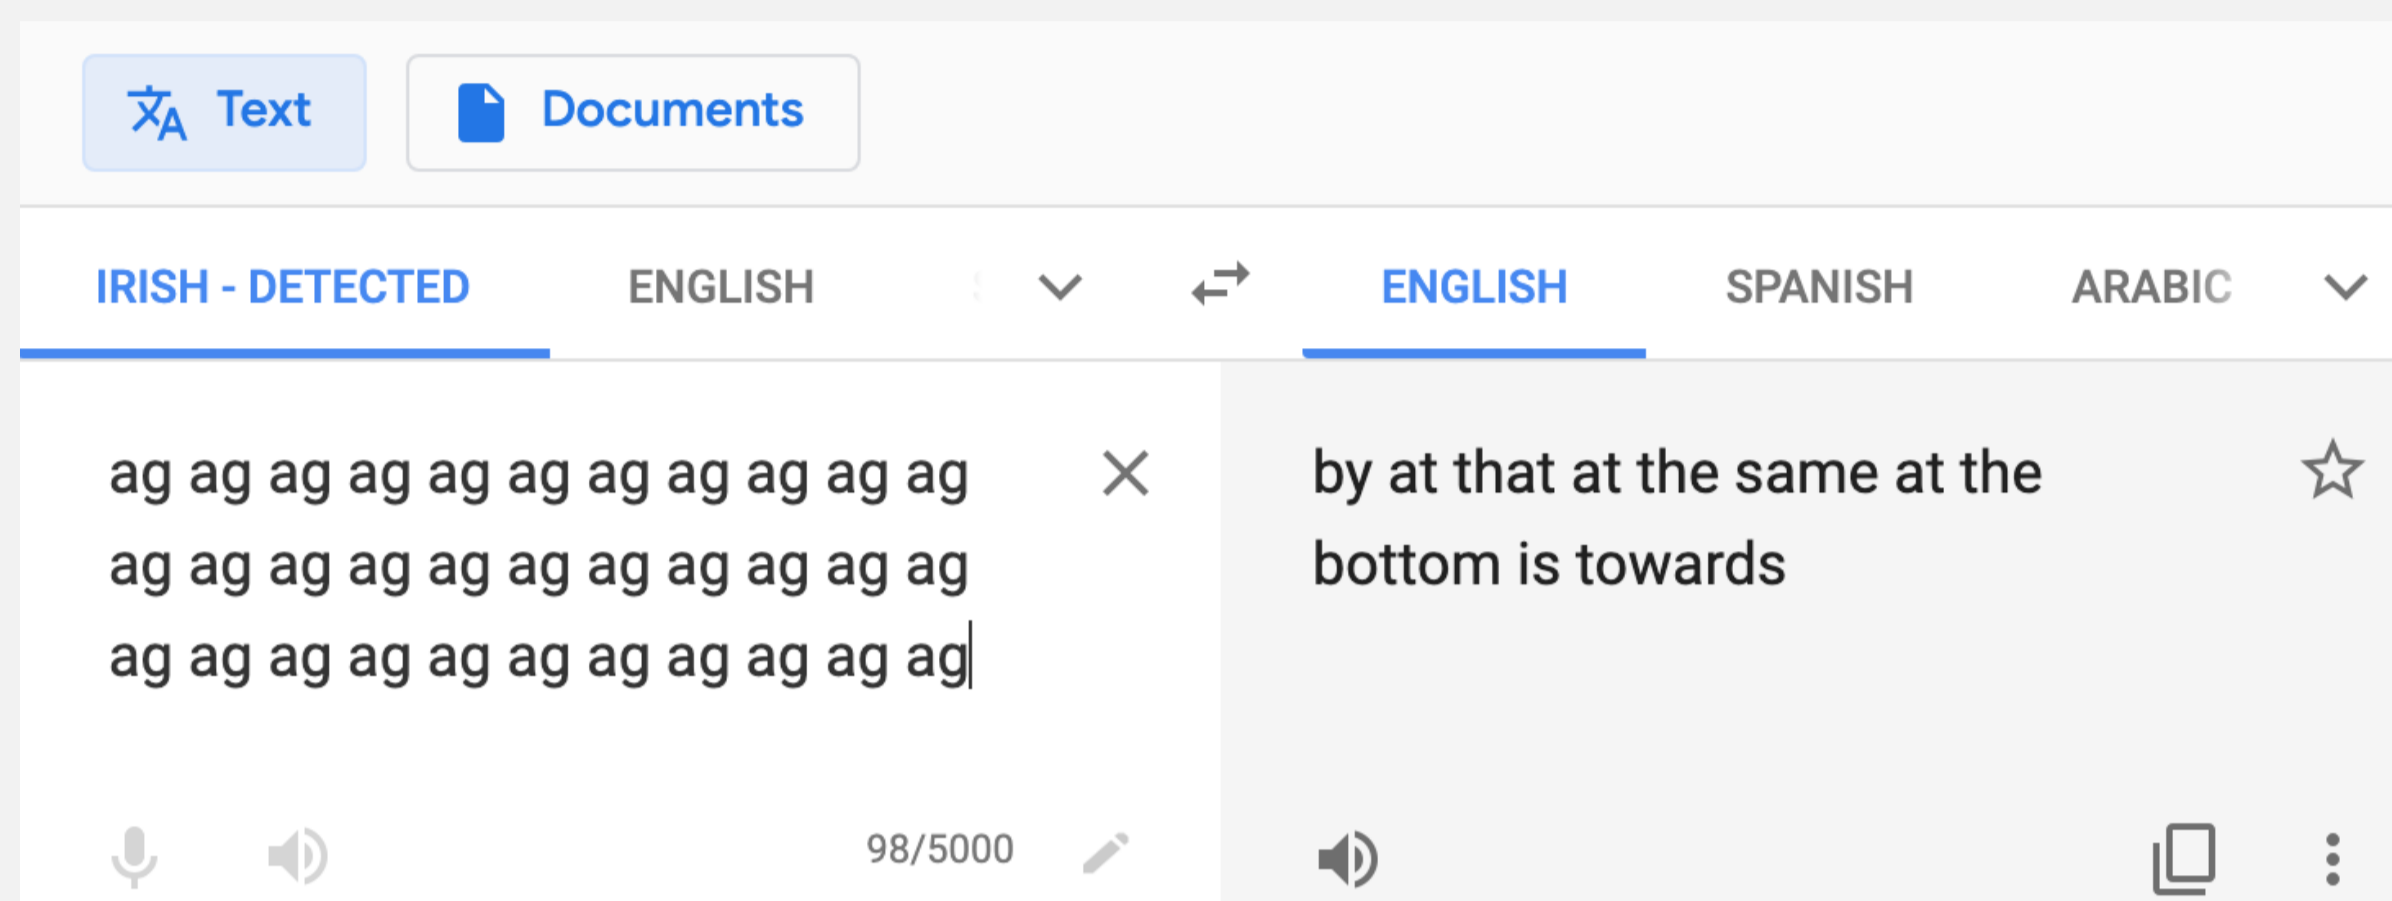 Text Documents
IRISH - DETECTED ENGLISH ENGLISH SPANISH ARABIC
ag ag ag ag ag ag ag ag ag ag ag
ag ag ag ag ag ag ag ag ag ag ag
ag ag ag ag ag ag ag ag ag ag ag
98/5000
by at that at the same at the
bottom is towards